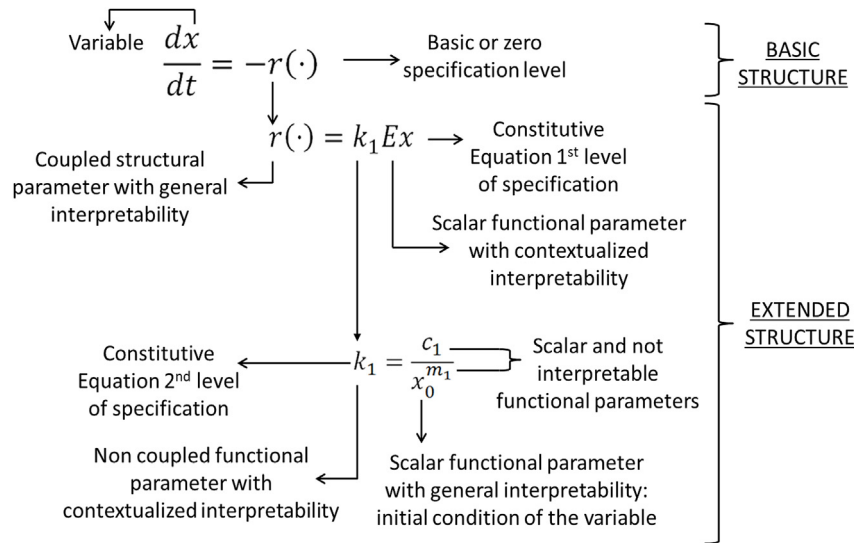 Variable
dx/dt = −r(·)
Basic or zero
specification level
BASIC
STRUCTURE
r(·) = k₁Ex
Constitutive
Equation 1st level
of specification
Coupled structural
parameter with general
interpretability
Scalar functional parameter
with contextualized
interpretability
EXTENDED
STRUCTURE
Constitutive
Equation 2nd level
of specification
k₁ = c₁/x₀^m₁
Scalar and not
interpretable
functional parameters
Non coupled functional
parameter with
contextualized interpretability
Scalar functional parameter
with general interpretability:
initial condition of the variable